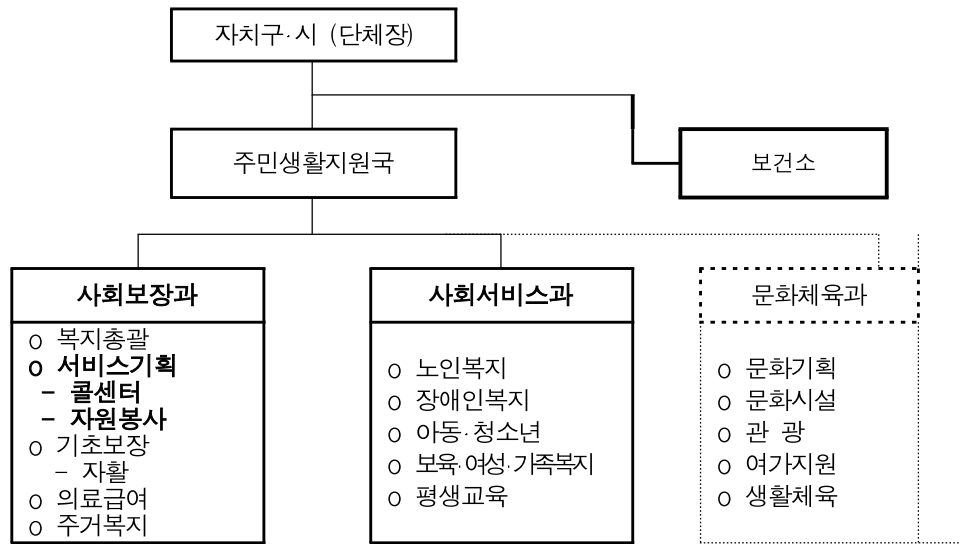 자치구·시 (단체장)
주민생활지원국
보건소
사회보장과
o 복지총괄
o 서비스기획
- 콜센터
- 자원봉사
o 기초보장
- 자활
o 의료급여
o 주거복지
사회서비스과
o 노인복지
o 장애인복지
o 아동·청소년
o 보육·여성·가족복지
o 평생교육
문화체육과
o 문화기획
o 문화시설
o 관 광
o 여가지원
o 생활체육